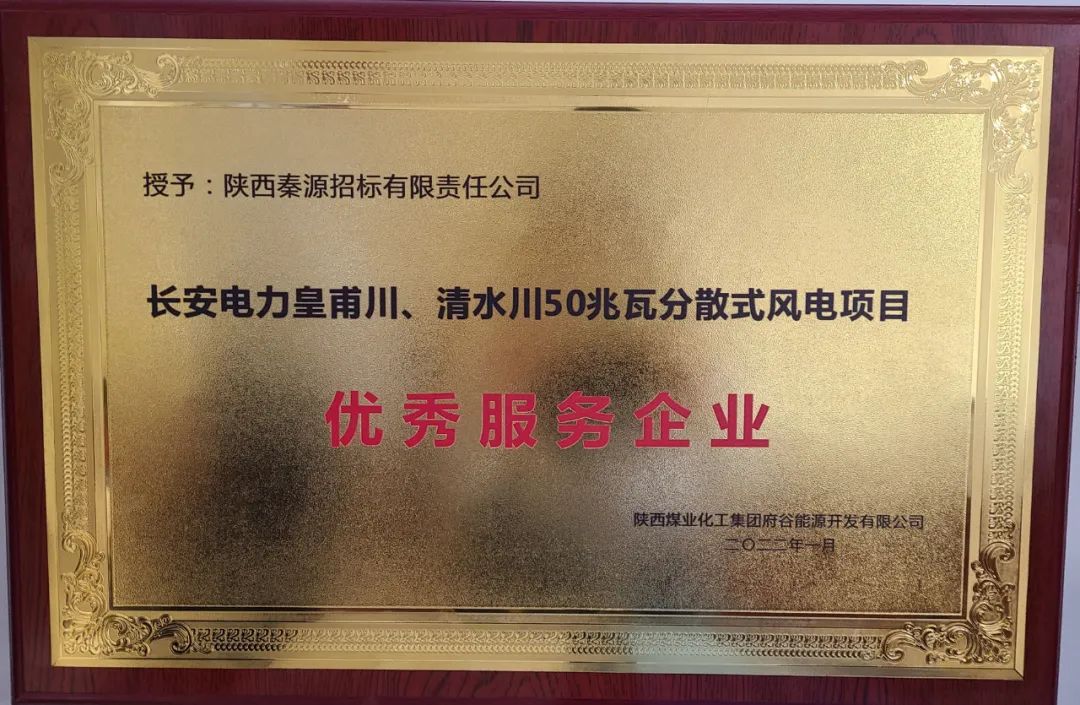 授予：陕西秦源招标有限责任公司
长安电力皇甫川、清水川50兆瓦分散式风电项目
优秀服务企业
陕西煤业化工集团府谷能源开发有限公司
二〇二二年一月